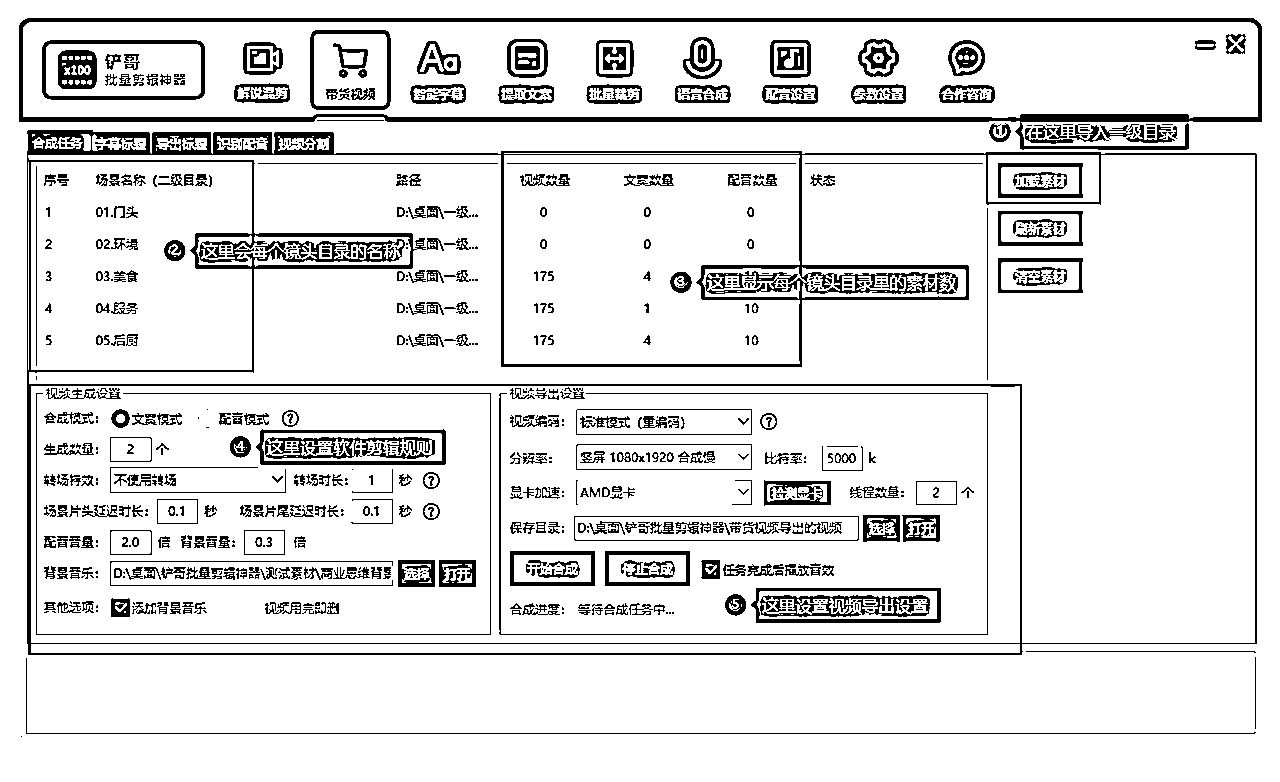 铲哥
X100
批量剪辑神器
解说混剪 带货视频 智能字幕 提取文案 批量裁剪 语音合成 配音设置 参数设置 合作咨询
① 在这里导入一级目录
合成任务 字幕标题 导出标题 识别配音 视频分割
序号 场景名称（二级目录） 路径 视频数量 文案数量 配音数量 状态 加载素材
1 01.门头 D:\桌面\一级... 0 0 0
刷新素材
2 02.环境 D:\桌面\一级... 0 0 0
② 这里会每个镜头目录的名称
3 03.美食 D:\桌面\一级... 175 4
③ 这里显示每个镜头目录里的素材数
清空素材
4 04.服务 D:\桌面\一级... 175 1 10
5 05.后厨 D:\桌面\一级... 175 4 10
视频生成设置
合成模式： 文案模式 配音模式 ?
生成数量： 2 个
④ 这里设置软件剪辑规则
转场特效： 不使用转场 转场时长： 1 秒 ?
场景片头延迟时长： 0.1 秒 场景片尾延迟时长： 0.1 秒 ?
配音音量： 2.0 倍 背景音量： 0.3 倍
背景音乐： D:\桌面\铲哥批量剪辑神器\测试素材\商业思维背景 选择 打开
其他选项： 添加背景音乐 视频用完即删
视频导出设置
视频编码： 标准模式（重编码） ?
分辨率： 竖屏 1080x1920 合成慢 比特率： 5000 k
显卡加速： AMD显卡 检测显卡 线程数量： 2 个
保存目录： D:\桌面\铲哥批量剪辑神器\带货视频导出的视频 选择 打开
开始合成 停止合成 任务完成后播放音效
合成进度： 等待合成任务中...
⑤ 这里设置视频导出设置